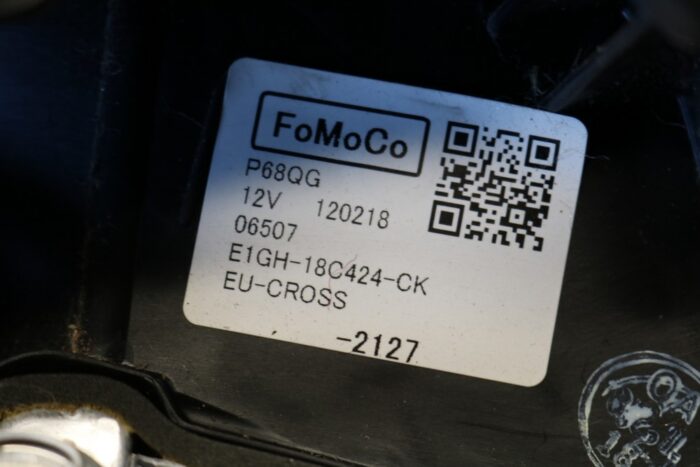 FoMoCo
P68QG
12V 120218
06507
E1GH-18C424-CK
EU-CROSS
-2127